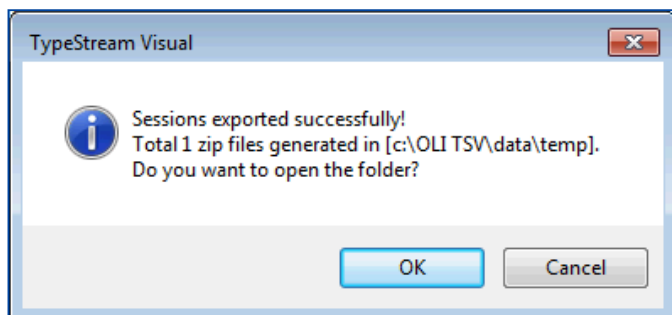 TypeStream Visual
Sessions exported successfully!
Total 1 zip files generated in [c:\OLI TSV\data\temp].
Do you want to open the folder?
OK
Cancel